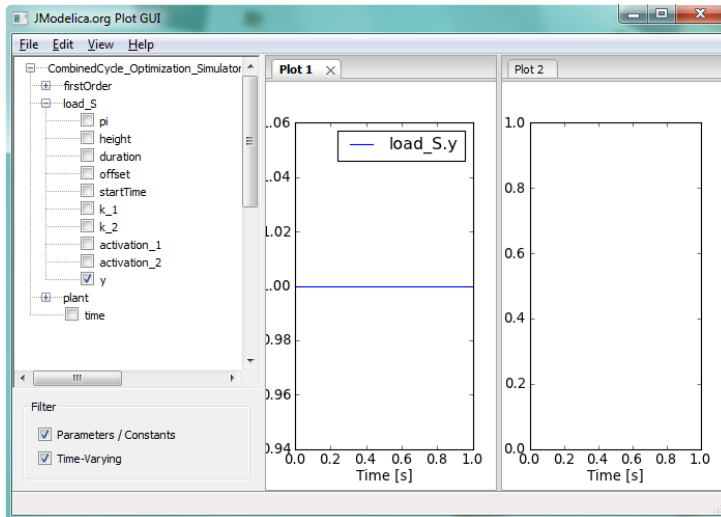 JModelica.org Plot GUI
File Edit View Help
CombinedCycle_Optimization_Simulator
firstOrder
load_S
pi
height
duration
offset
startTime
k_1
k_2
activation_1
activation_2
y
plant
time
Filter
Parameters / Constants
Time-Varying
Plot 1
1.06
load_S.y
1.04
1.02
1.00
0.98
0.96
0.94
0.0 0.2 0.4 0.6 0.8 1.0
Time [s]
Plot 2
1.0
0.8
0.6
0.4
0.2
0.0
0.0 0.2 0.4 0.6 0.8 1.0
Time [s]